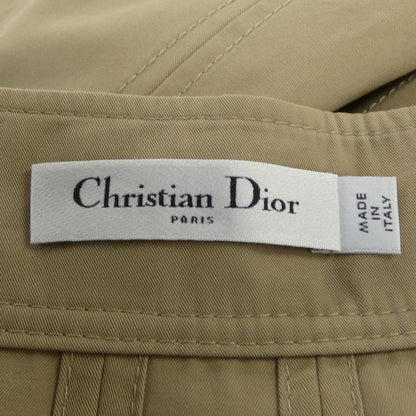 Christian Dior
PARIS
MADE
IN
ITALY